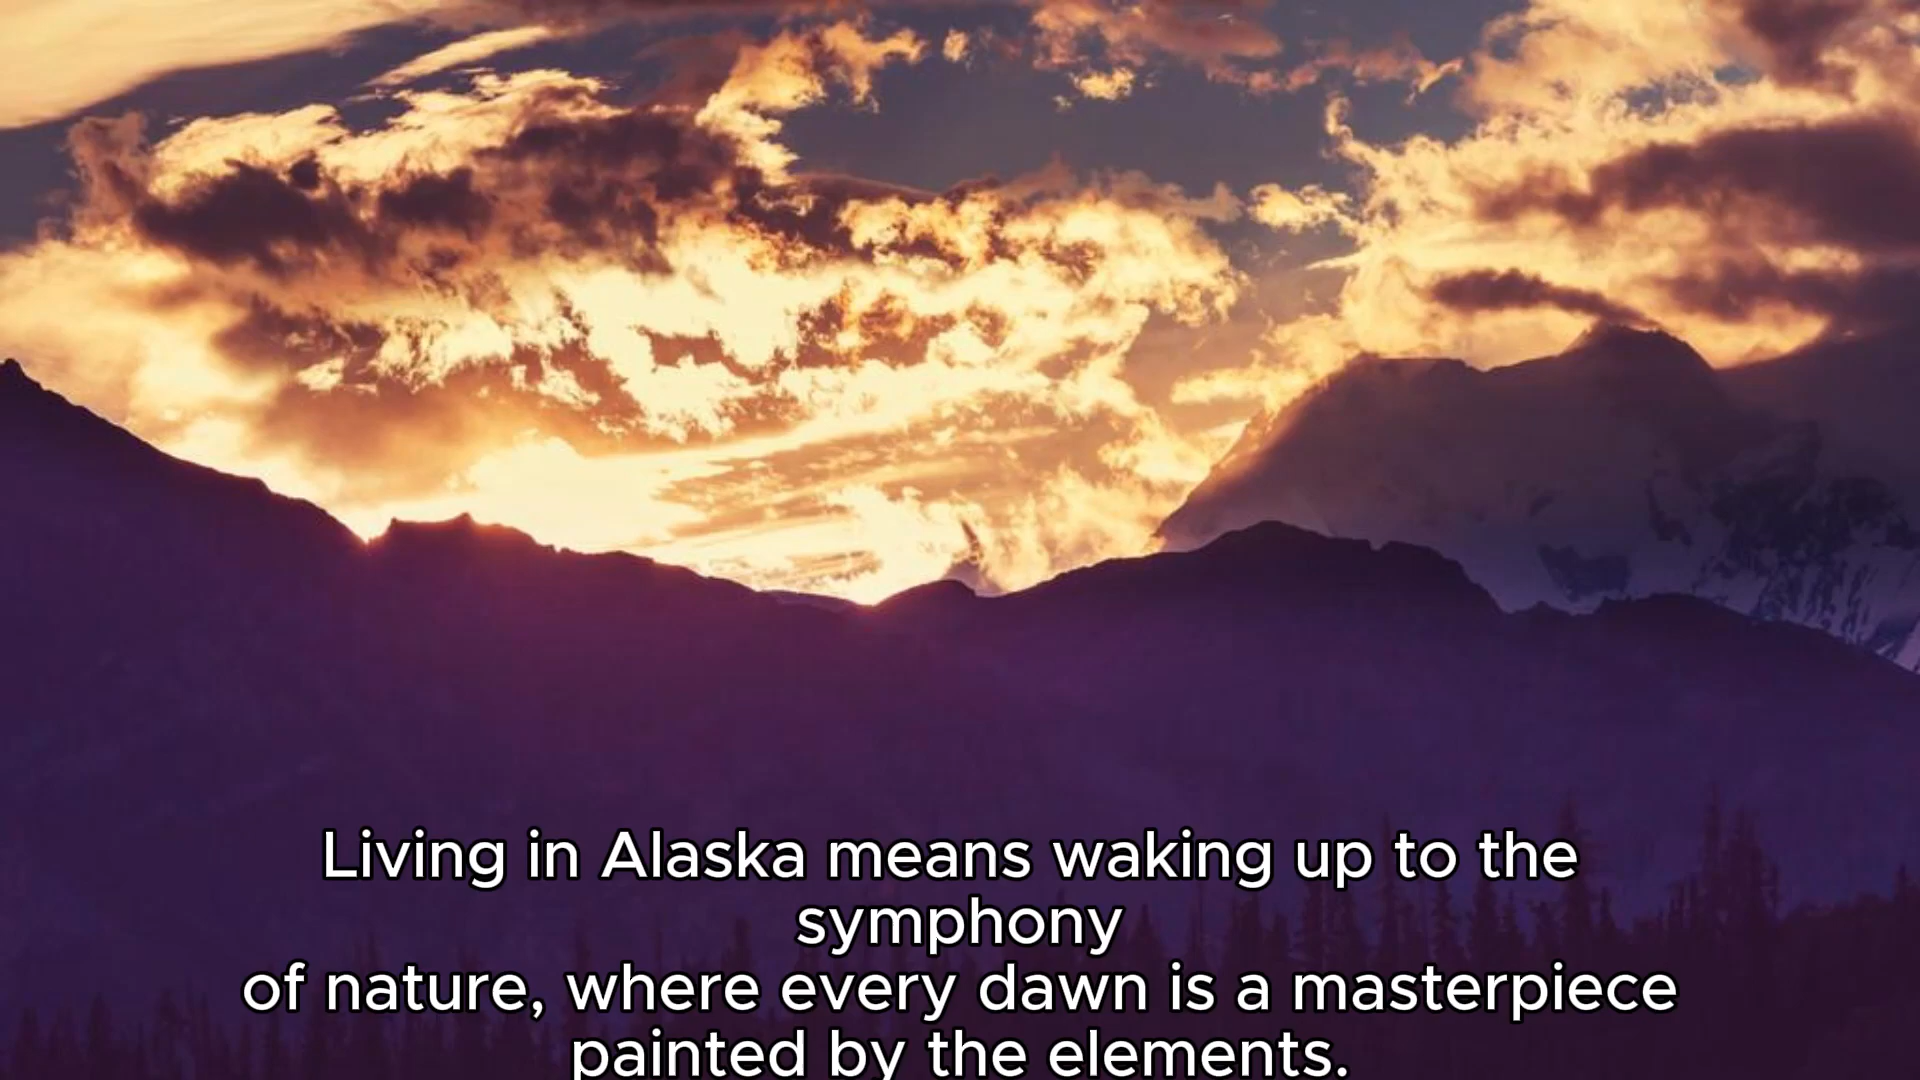 Living in Alaska means waking up to the
symphony
of nature, where every dawn is a masterpiece
painted by the elements.